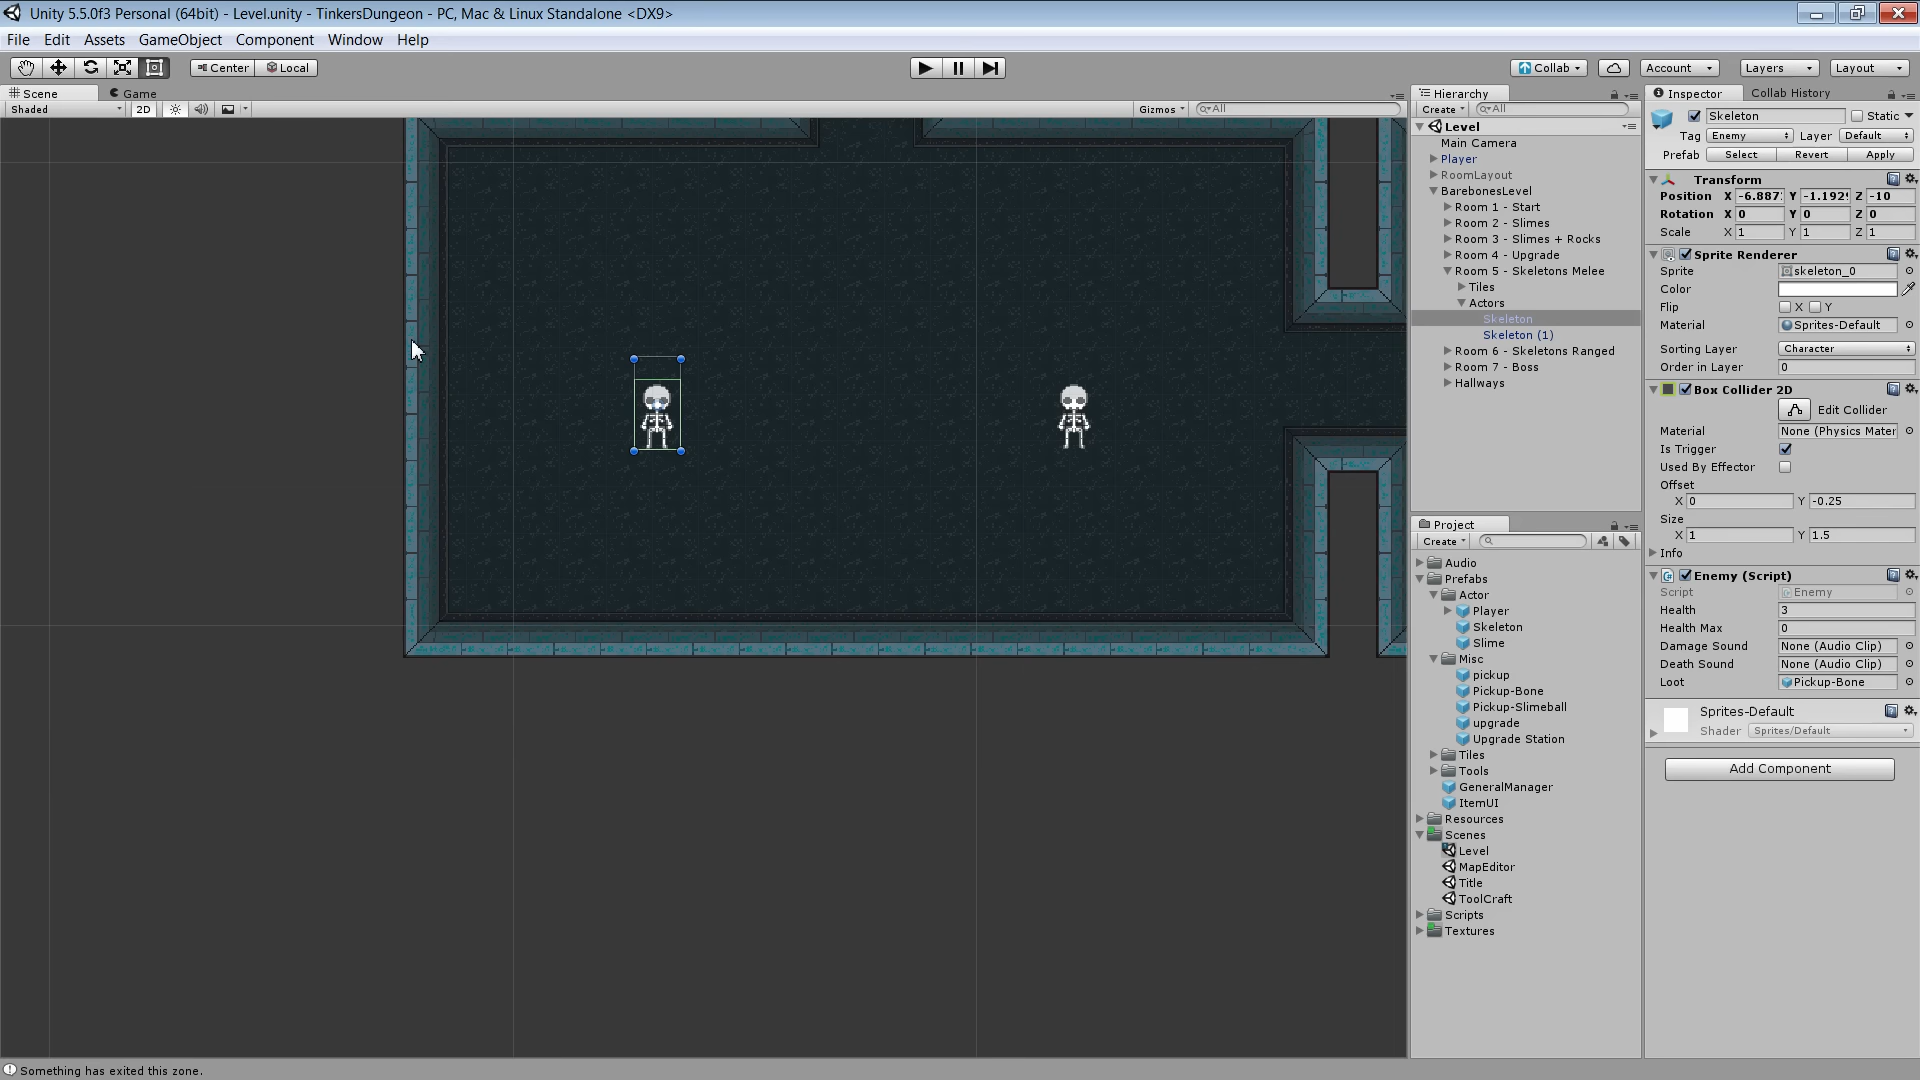 Unity 5.5.0f3 Personal (64bit) - Level.unity - TinkersDungeon - PC, Mac & Linux Standalone <DX9>
File Edit Assets GameObject Component Window Help
Center Local Collab Account Layers Layout
Scene Game
Shaded 2D Gizmos All
Hierarchy
Create All
Level
Main Camera
Player
RoomLayout
BarebonesLevel
Room 1 - Start
Room 2 - Slimes
Room 3 - Slimes + Rocks
Room 4 - Upgrade
Room 5 - Skeletons Melee
Tiles
Actors
Skeleton
Skeleton (1)
Room 6 - Skeletons Ranged
Room 7 - Boss
Hallways
Project
Create
Audio
Prefabs
Actor
Player
Skeleton
Slime
Misc
pickup
Pickup-Bone
Pickup-Slimeball
upgrade
Upgrade Station
Tiles
Tools
GeneralManager
ItemUI
Resources
Scenes
Level
MapEditor
Title
ToolCraft
Scripts
Textures
Inspector Collab History
Skeleton Static
Tag Enemy Layer Default
Prefab Select Revert Apply
Transform
Position X -6.887 Y -1.192 Z -10
Rotation X 0 Y 0 Z 0
Scale X 1 Y 1 Z 1
Sprite Renderer
Sprite skeleton_0
Color
Flip X Y
Material Sprites-Default
Sorting Layer Character
Order in Layer 0
Box Collider 2D
Edit Collider
Material None (Physics Mater
Is Trigger
Used By Effector
Offset
X 0 Y -0.25
Size
X 1 Y 1.5
Info
Enemy (Script)
Script Enemy
Health 3
Health Max 0
Damage Sound None (Audio Clip)
Death Sound None (Audio Clip)
Loot Pickup-Bone
Sprites-Default
Shader Sprites/Default
Add Component
Something has exited this zone.